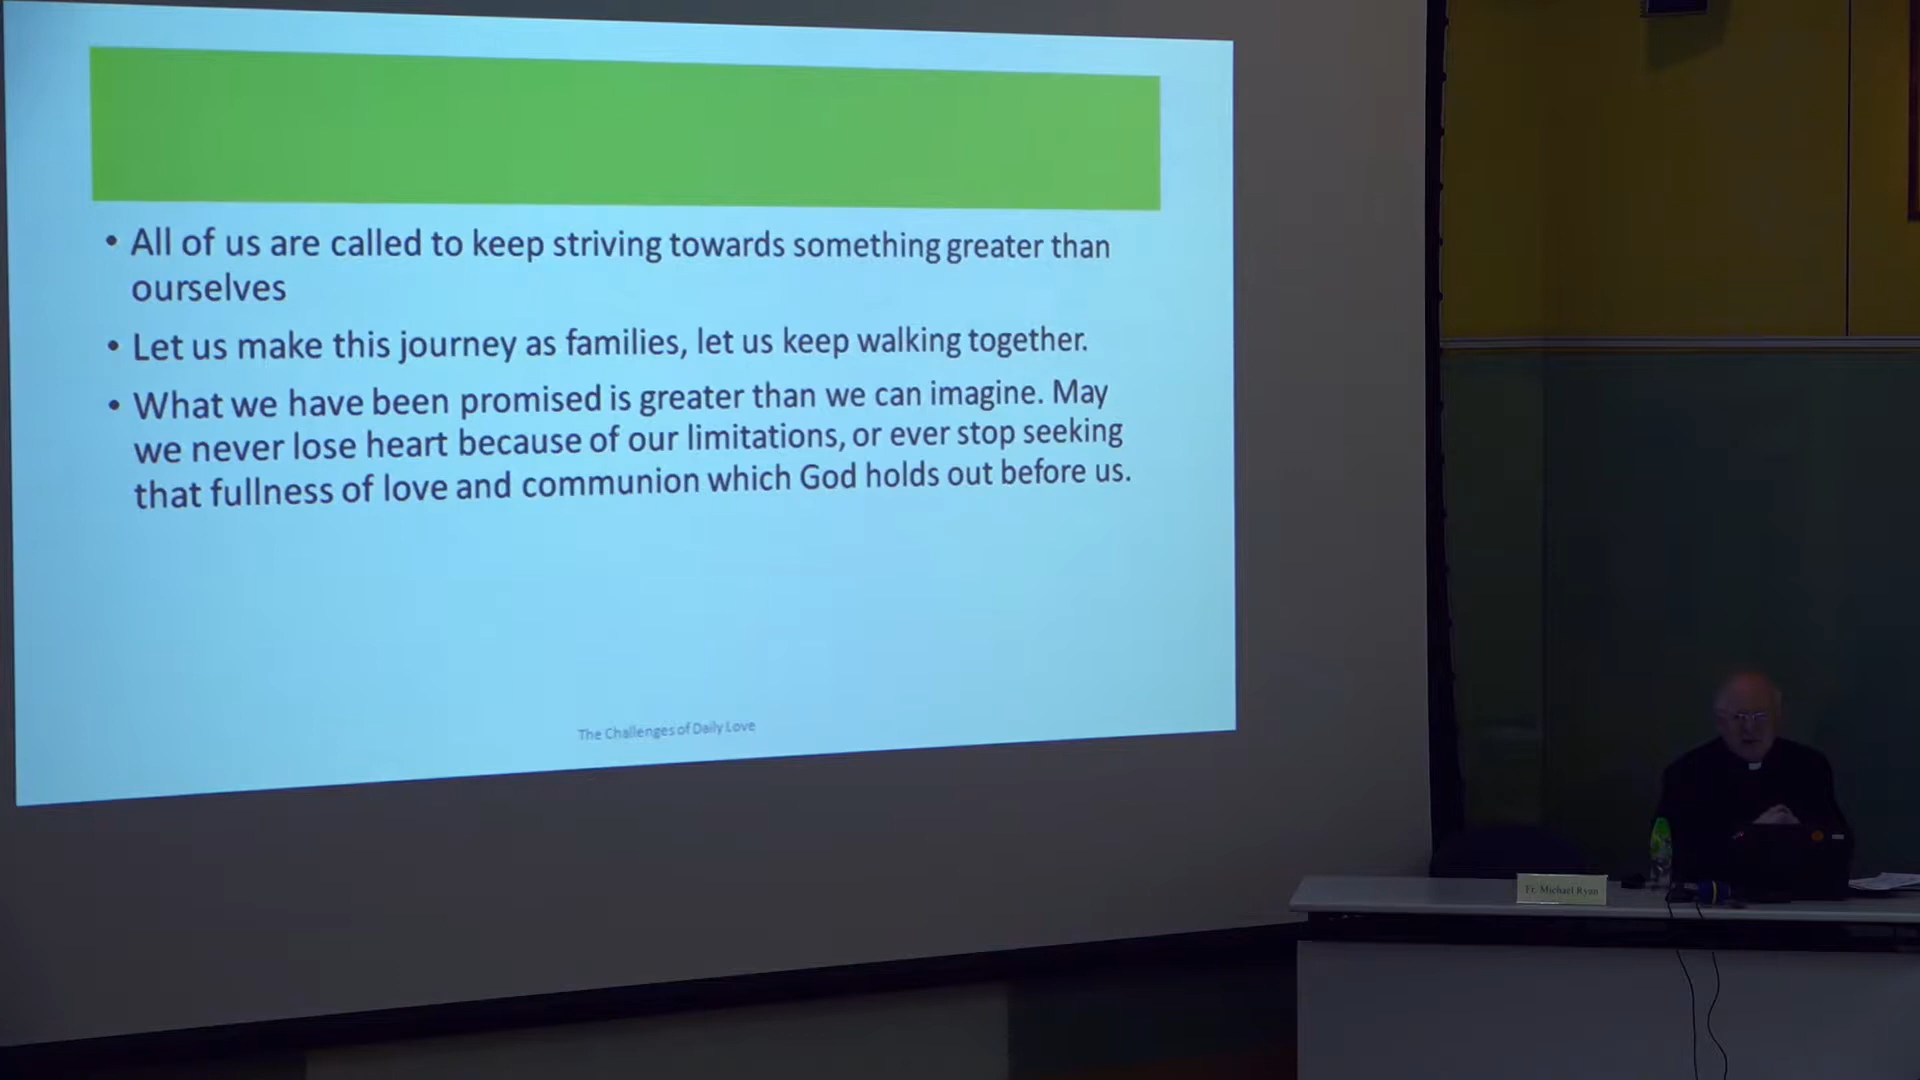 • All of us are called to keep striving towards something greater than
ourselves
• Let us make this journey as families, let us keep walking together.
• What we have been promised is greater than we can imagine. May
we never lose heart because of our limitations, or ever stop seeking
that fullness of love and communion which God holds out before us.
The Challenges of Daily Love
Fr. Michael Ryan